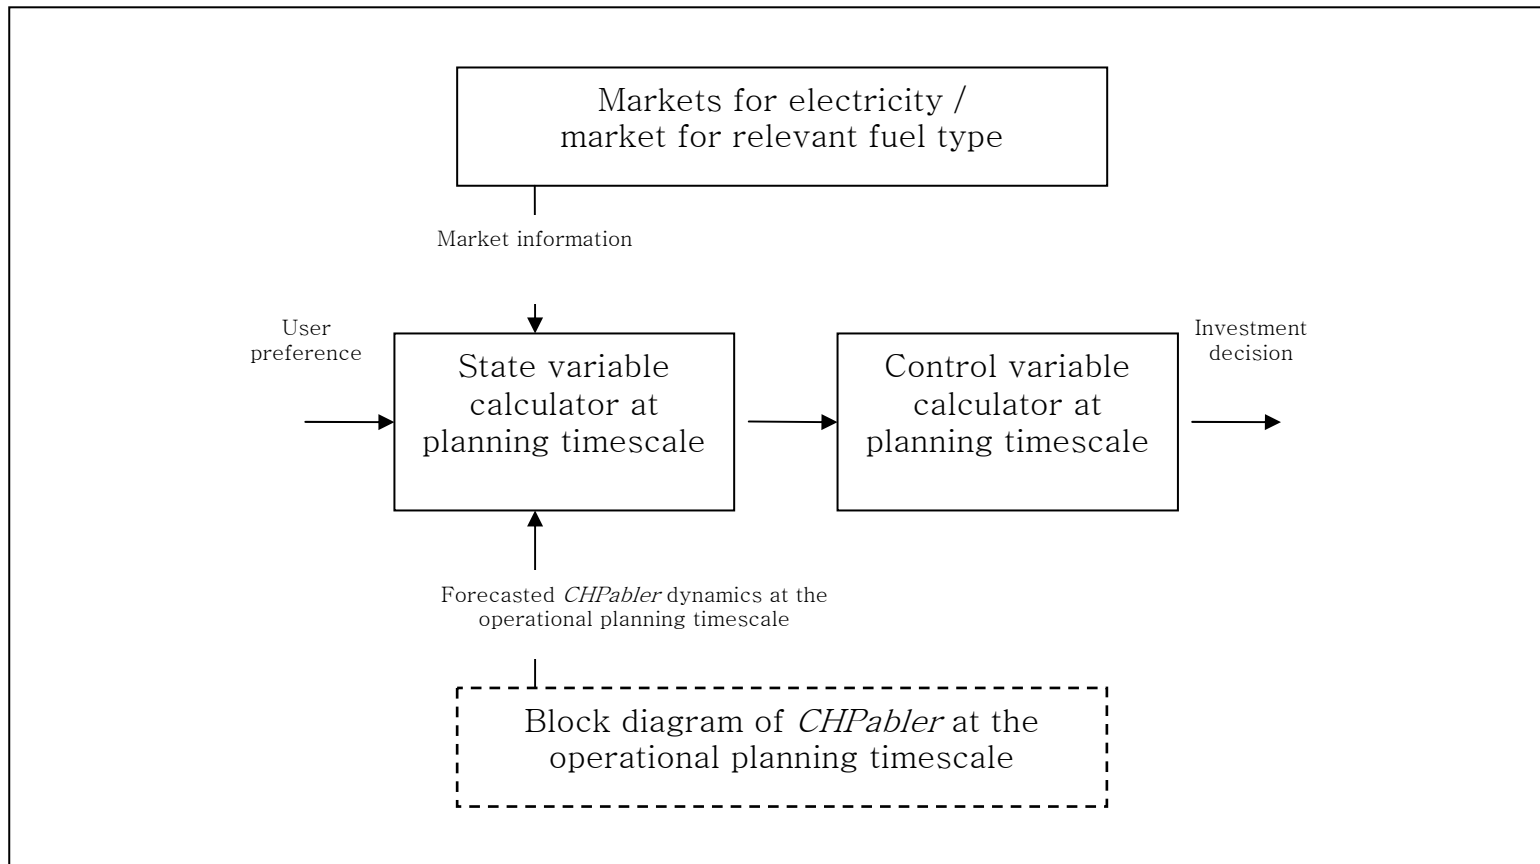 Markets for electricity /
market for relevant fuel type
Market information
User
preference
State variable
calculator at
planning timescale
Control variable
calculator at
planning timescale
Investment
decision
Forecasted CHPabler dynamics at the
operational planning timescale
Block diagram of CHPabler at the
operational planning timescale